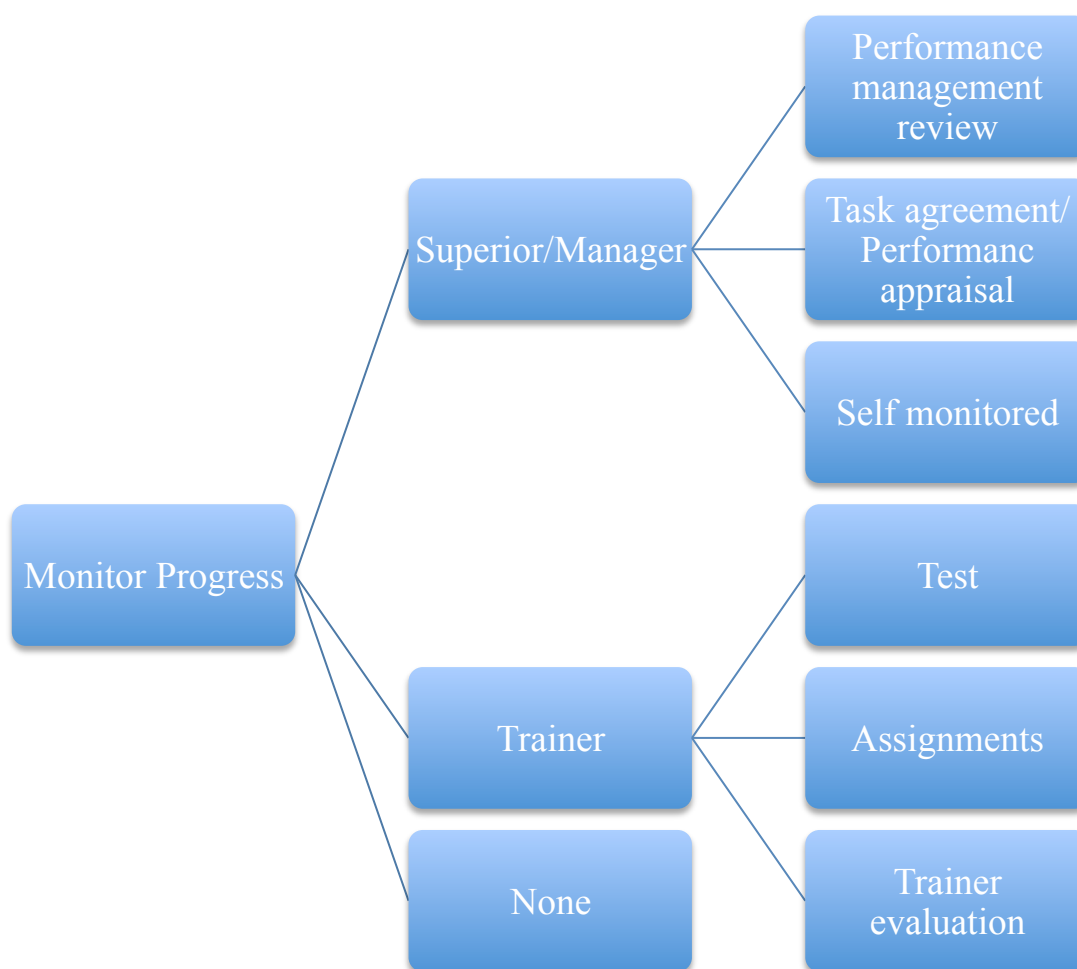 Performance
management
review
Superior/Manager
Task agreement/
Performanc
appraisal
Self monitored
Monitor Progress
Test
Trainer
Assignments
None
Trainer
evaluation